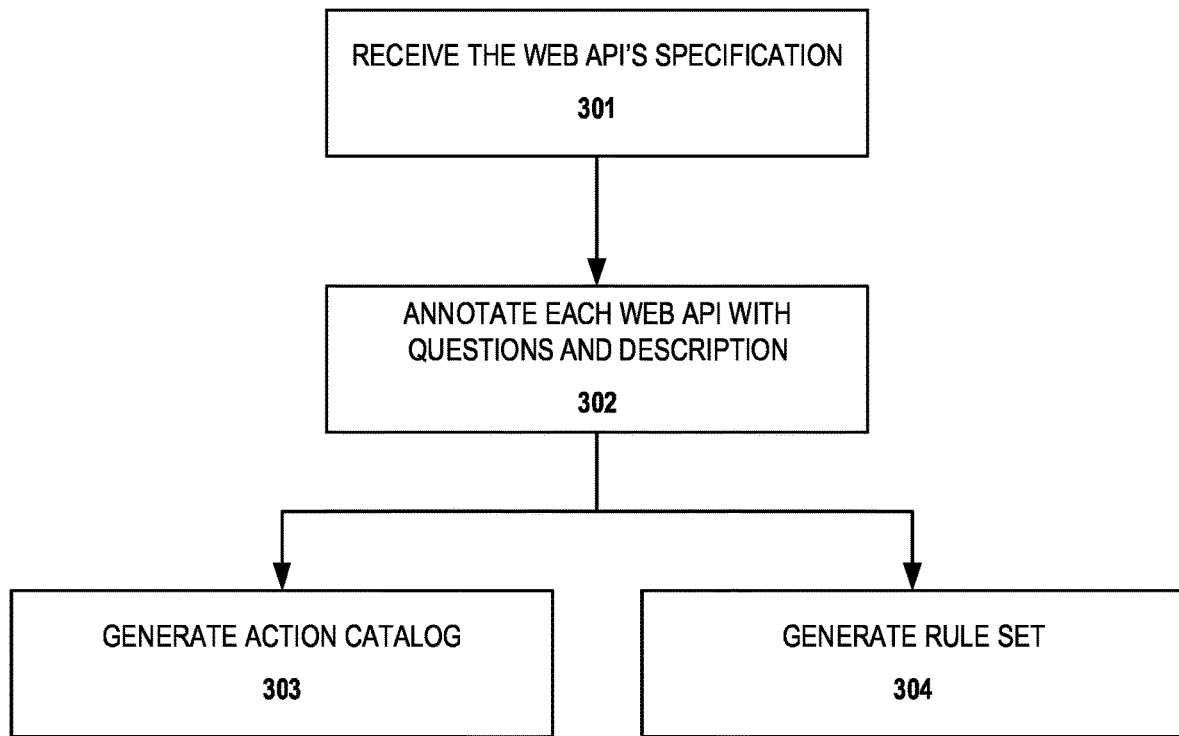 RECEIVE THE WEB API'S SPECIFICATION
301
ANNOTATE EACH WEB API WITH
QUESTIONS AND DESCRIPTION
302
GENERATE ACTION CATALOG
303
GENERATE RULE SET
304